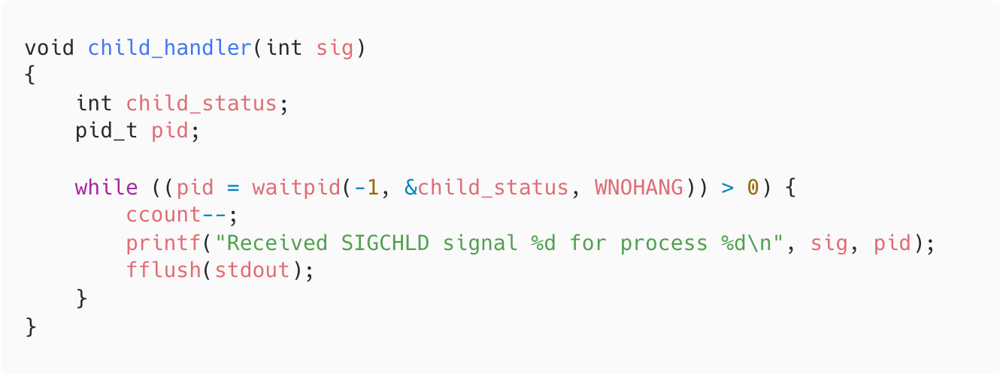 void child_handler(int sig)
{
    int child_status;
    pid_t pid;

    while ((pid = waitpid(-1, &child_status, WNOHANG)) > 0) {
        ccount--;
        printf("Received SIGCHLD signal %d for process %d\n", sig, pid);
        fflush(stdout);
    }
}